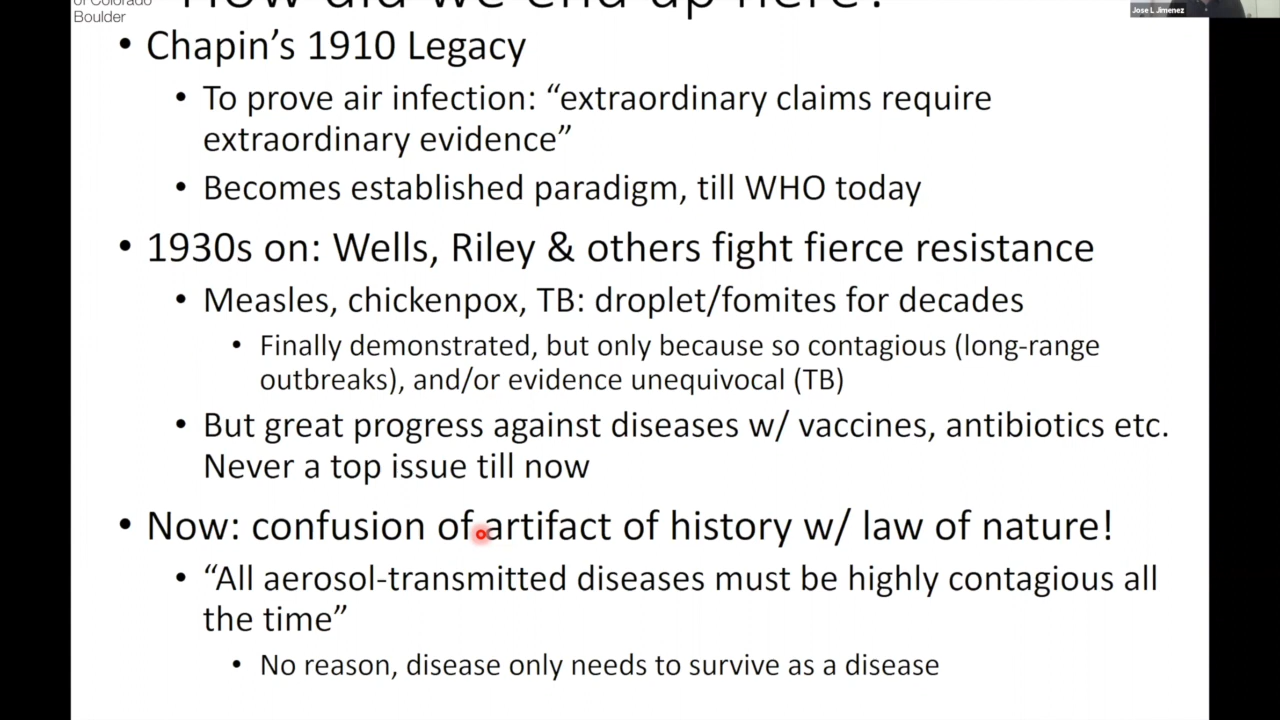 of Colorado
Boulder
How did we end up here?
Jose L Jimenez
• Chapin's 1910 Legacy
• To prove air infection: “extraordinary claims require
extraordinary evidence”
• Becomes established paradigm, till WHO today
• 1930s on: Wells, Riley & others fight fierce resistance
• Measles, chickenpox, TB: droplet/fomites for decades
• Finally demonstrated, but only because so contagious (long-range
outbreaks), and/or evidence unequivocal (TB)
• But great progress against diseases w/ vaccines, antibiotics etc.
Never a top issue till now
• Now: confusion of artifact of history w/ law of nature!
• “All aerosol-transmitted diseases must be highly contagious all
the time”
• No reason, disease only needs to survive as a disease